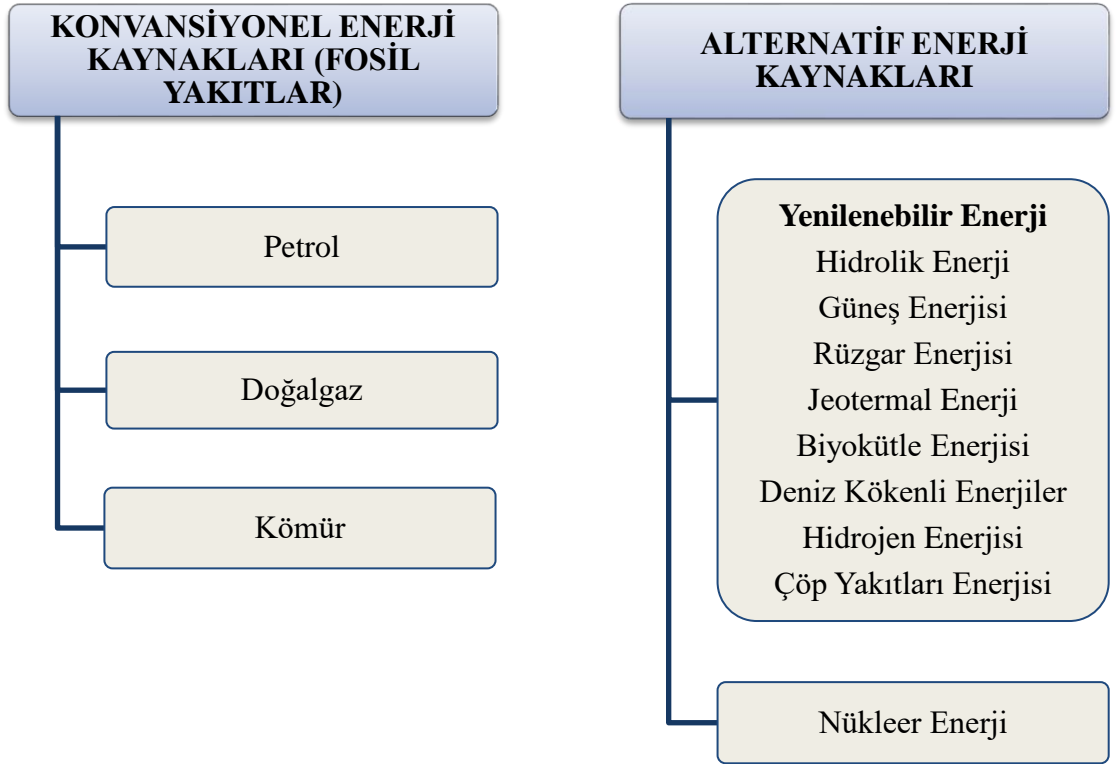 KONVANSİYONEL ENERJİ
KAYNAKLARI (FOSİL
YAKITLAR)
Petrol
Doğalgaz
Kömür
ALTERNATİF ENERJİ
KAYNAKLARI
Yenilenebilir Enerji
Hidrolik Enerji
Güneş Enerjisi
Rüzgar Enerjisi
Jeotermal Enerji
Biyokütle Enerjisi
Deniz Kökenli Enerjiler
Hidrojen Enerjisi
Çöp Yakıtları Enerjisi
Nükleer Enerji